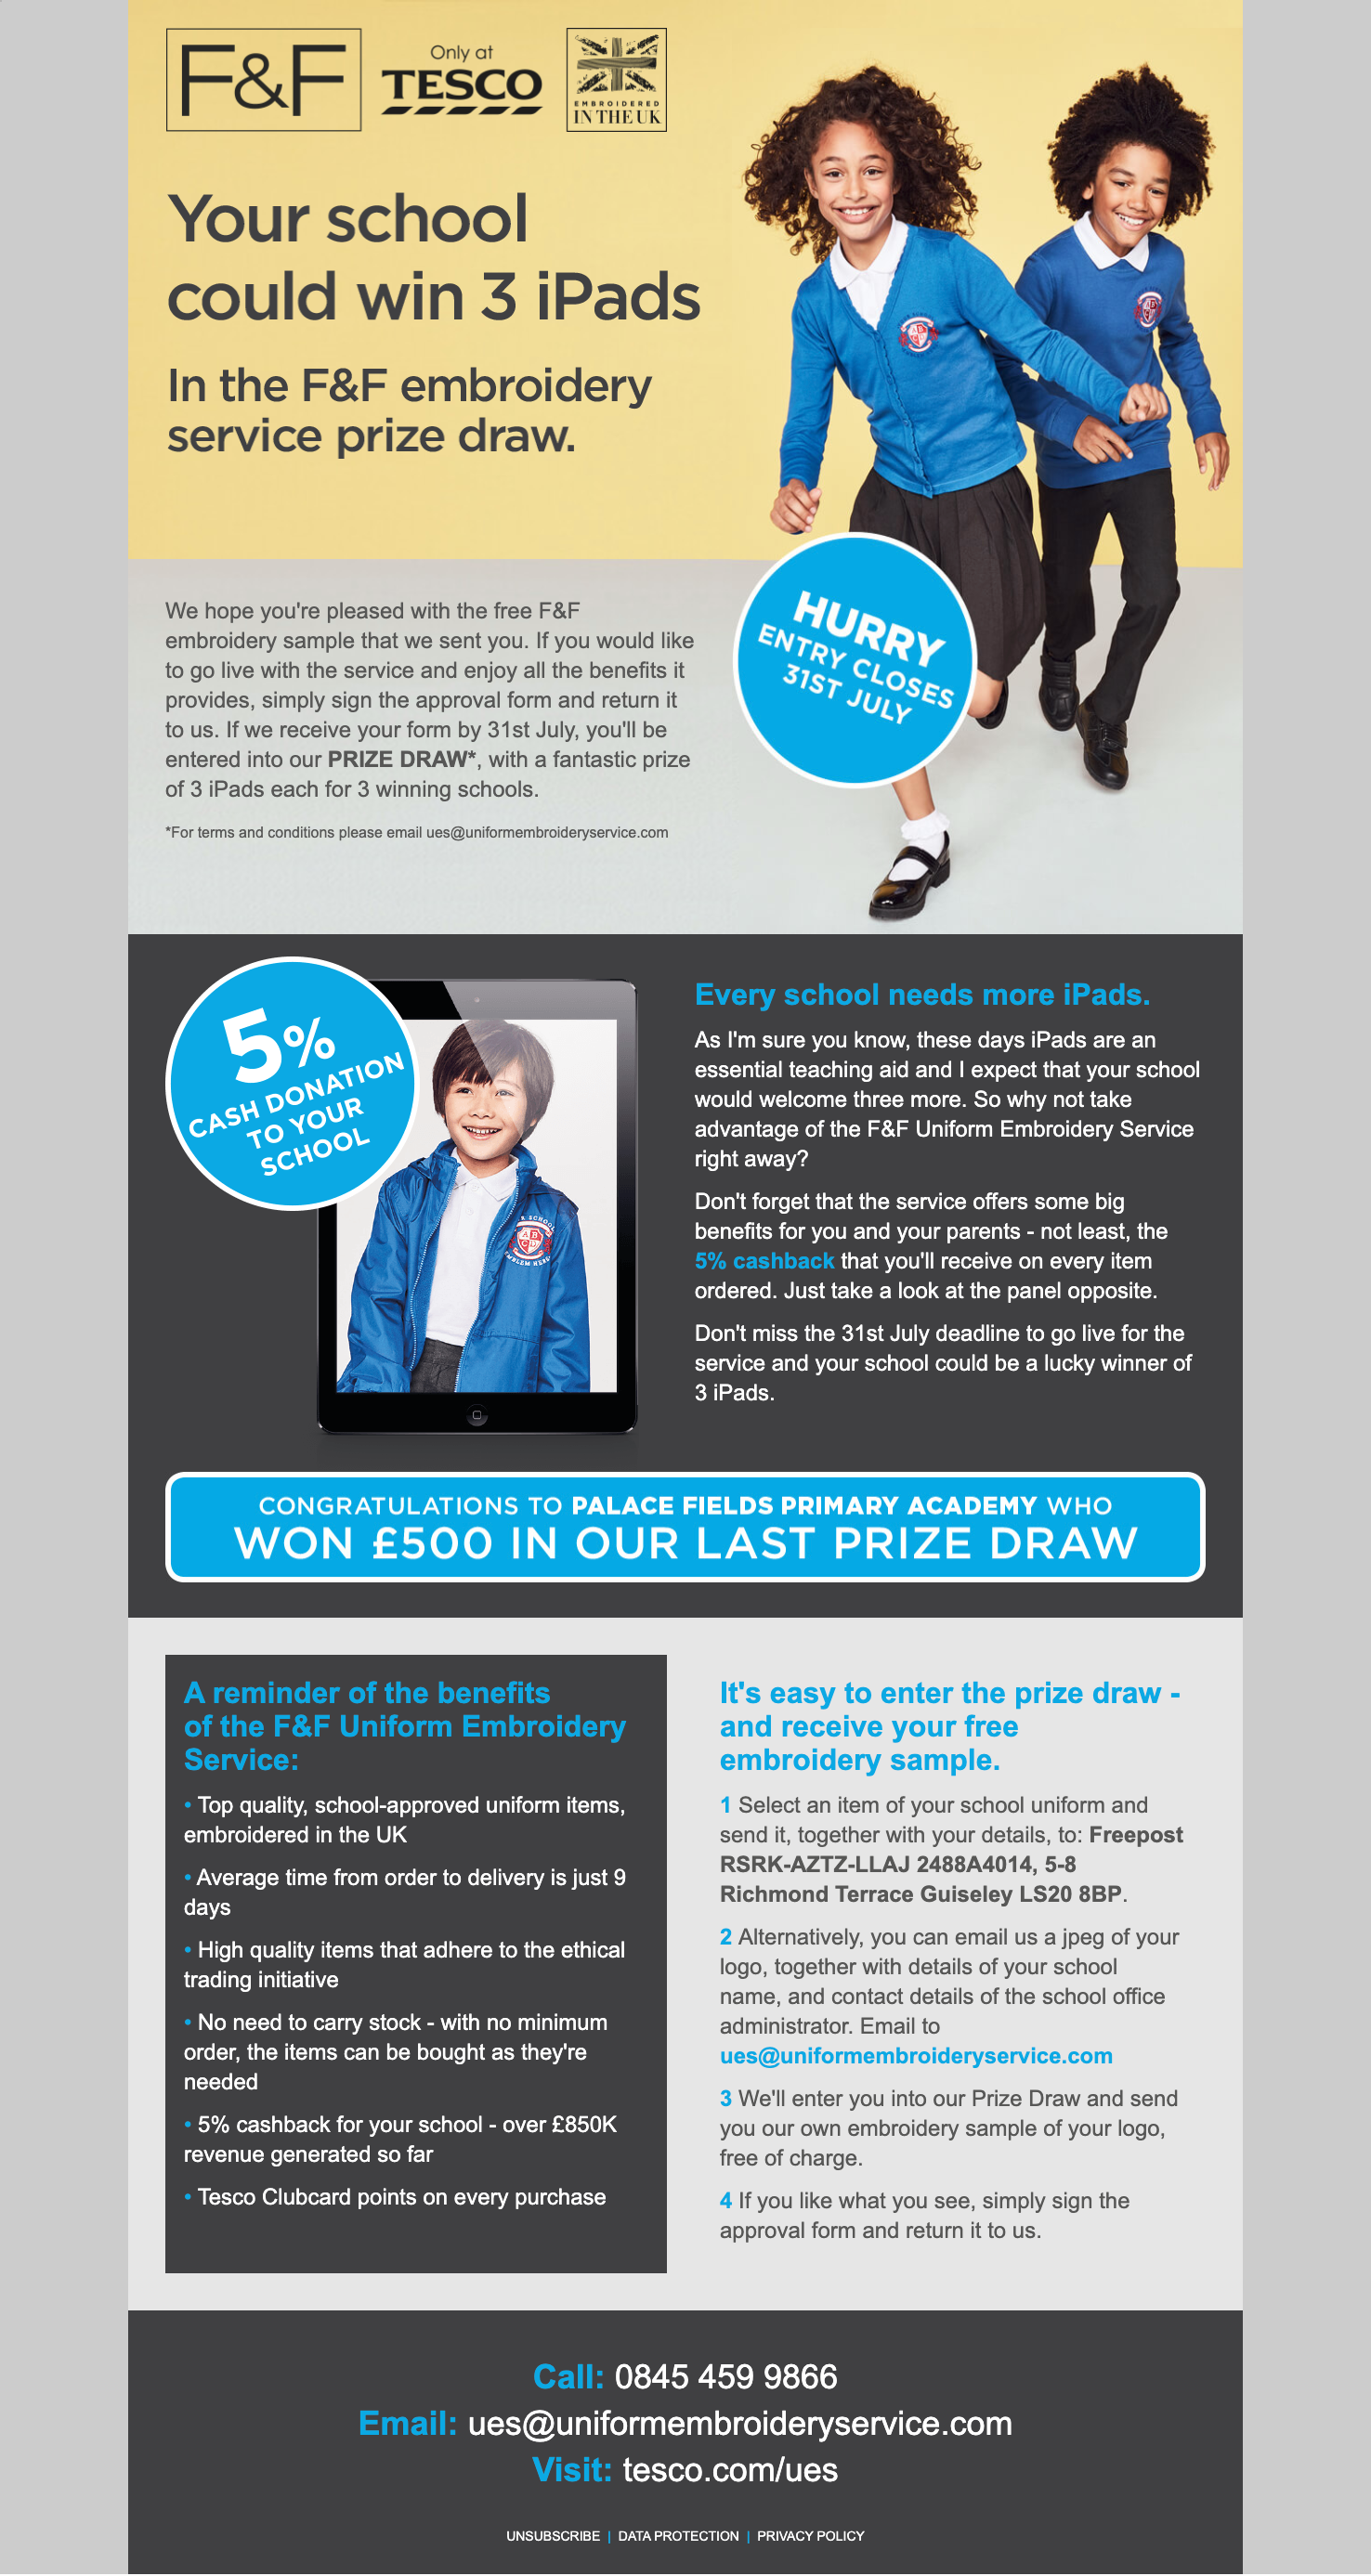 F&F
Only at
TESCO
EMBROIDERED
IN THE UK
Your school
could win 3 iPads
In the F&F embroidery
service prize draw.
We hope you're pleased with the free F&F
embroidery sample that we sent you. If you would like
to go live with the service and enjoy all the benefits it
provides, simply sign the approval form and return it
to us. If we receive your form by 31st July, you'll be
entered into our PRIZE DRAW*, with a fantastic prize
of 3 iPads each for 3 winning schools.
*For terms and conditions please email ues@uniformembroideryservice.com
HURRY
ENTRY CLOSES
31ST JULY
5%
CASH DONATION
TO YOUR
SCHOOL
R SCHOOL
A B
C D
EMBLEM HERE
Every school needs more iPads.
As I'm sure you know, these days iPads are an
essential teaching aid and I expect that your school
would welcome three more. So why not take
advantage of the F&F Uniform Embroidery Service
right away?
Don't forget that the service offers some big
benefits for you and your parents - not least, the
5% cashback that you'll receive on every item
ordered. Just take a look at the panel opposite.
Don't miss the 31st July deadline to go live for the
service and your school could be a lucky winner of
3 iPads.
CONGRATULATIONS TO PALACE FIELDS PRIMARY ACADEMY WHO
WON £500 IN OUR LAST PRIZE DRAW
A reminder of the benefits
of the F&F Uniform Embroidery
Service:
• Top quality, school-approved uniform items,
embroidered in the UK
• Average time from order to delivery is just 9
days
• High quality items that adhere to the ethical
trading initiative
• No need to carry stock - with no minimum
order, the items can be bought as they're
needed
• 5% cashback for your school - over £850K
revenue generated so far
• Tesco Clubcard points on every purchase
It's easy to enter the prize draw -
and receive your free
embroidery sample.
1 Select an item of your school uniform and
send it, together with your details, to: Freepost
RSRK-AZTZ-LLAJ 2488A4014, 5-8
Richmond Terrace Guiseley LS20 8BP.
2 Alternatively, you can email us a jpeg of your
logo, together with details of your school
name, and contact details of the school office
administrator. Email to
ues@uniformembroideryservice.com
3 We'll enter you into our Prize Draw and send
you our own embroidery sample of your logo,
free of charge.
4 If you like what you see, simply sign the
approval form and return it to us.
Call: 0845 459 9866
Email: ues@uniformembroideryservice.com
Visit: tesco.com/ues
UNSUBSCRIBE | DATA PROTECTION | PRIVACY POLICY